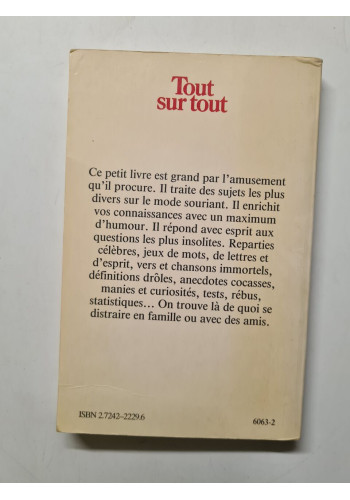 Tout
sur tout
Ce petit livre est grand par l'amusement
qu'il procure. Il traite des sujets les plus
divers sur le mode souriant. Il enrichit
vos connaissances avec un maximum
d'humour. Il répond avec esprit aux
questions les plus insolites. Reparties
célèbres, jeux de mots, de lettres et
d'esprit, vers et chansons immortels,
définitions drôles, anecdotes cocasses,
manies et curiosités, tests, rébus,
statistiques... On trouve là de quoi se
distraire en famille ou avec des amis.
ISBN 2.7242-2229.6
6063-2